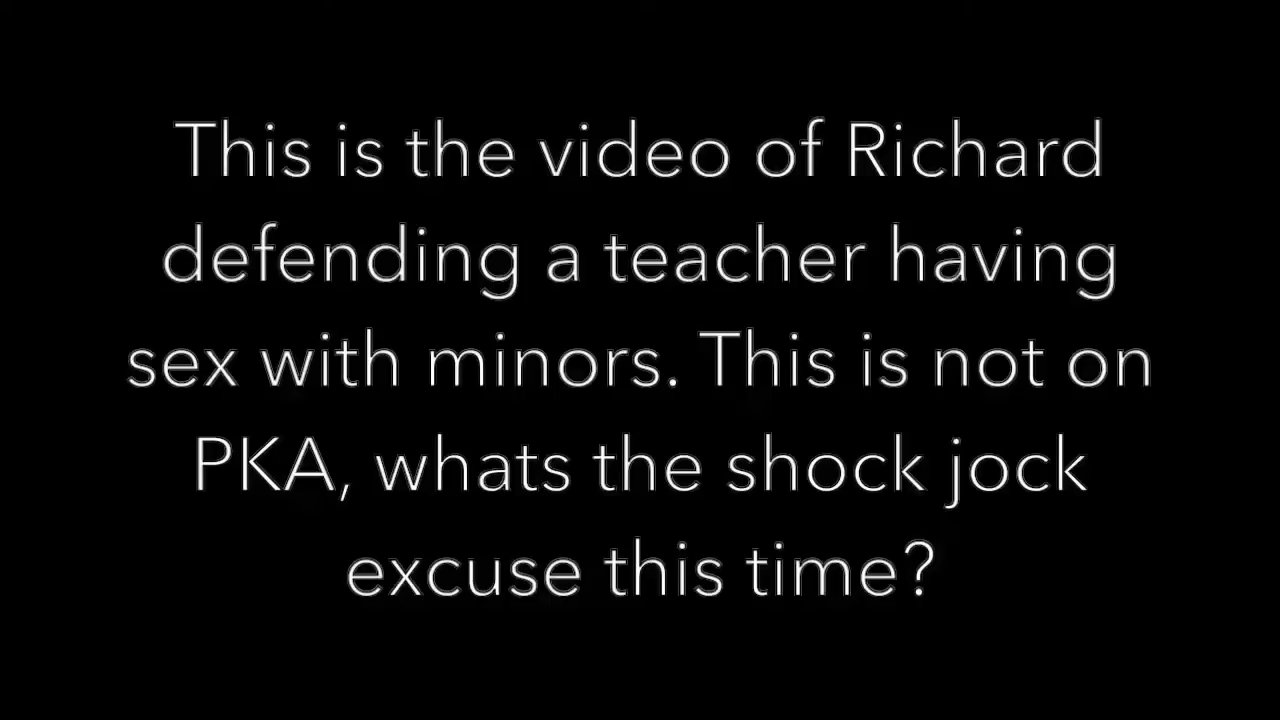 This is the video of Richard
defending a teacher having
sex with minors. This is not on
PKA, whats the shock jock
excuse this time?